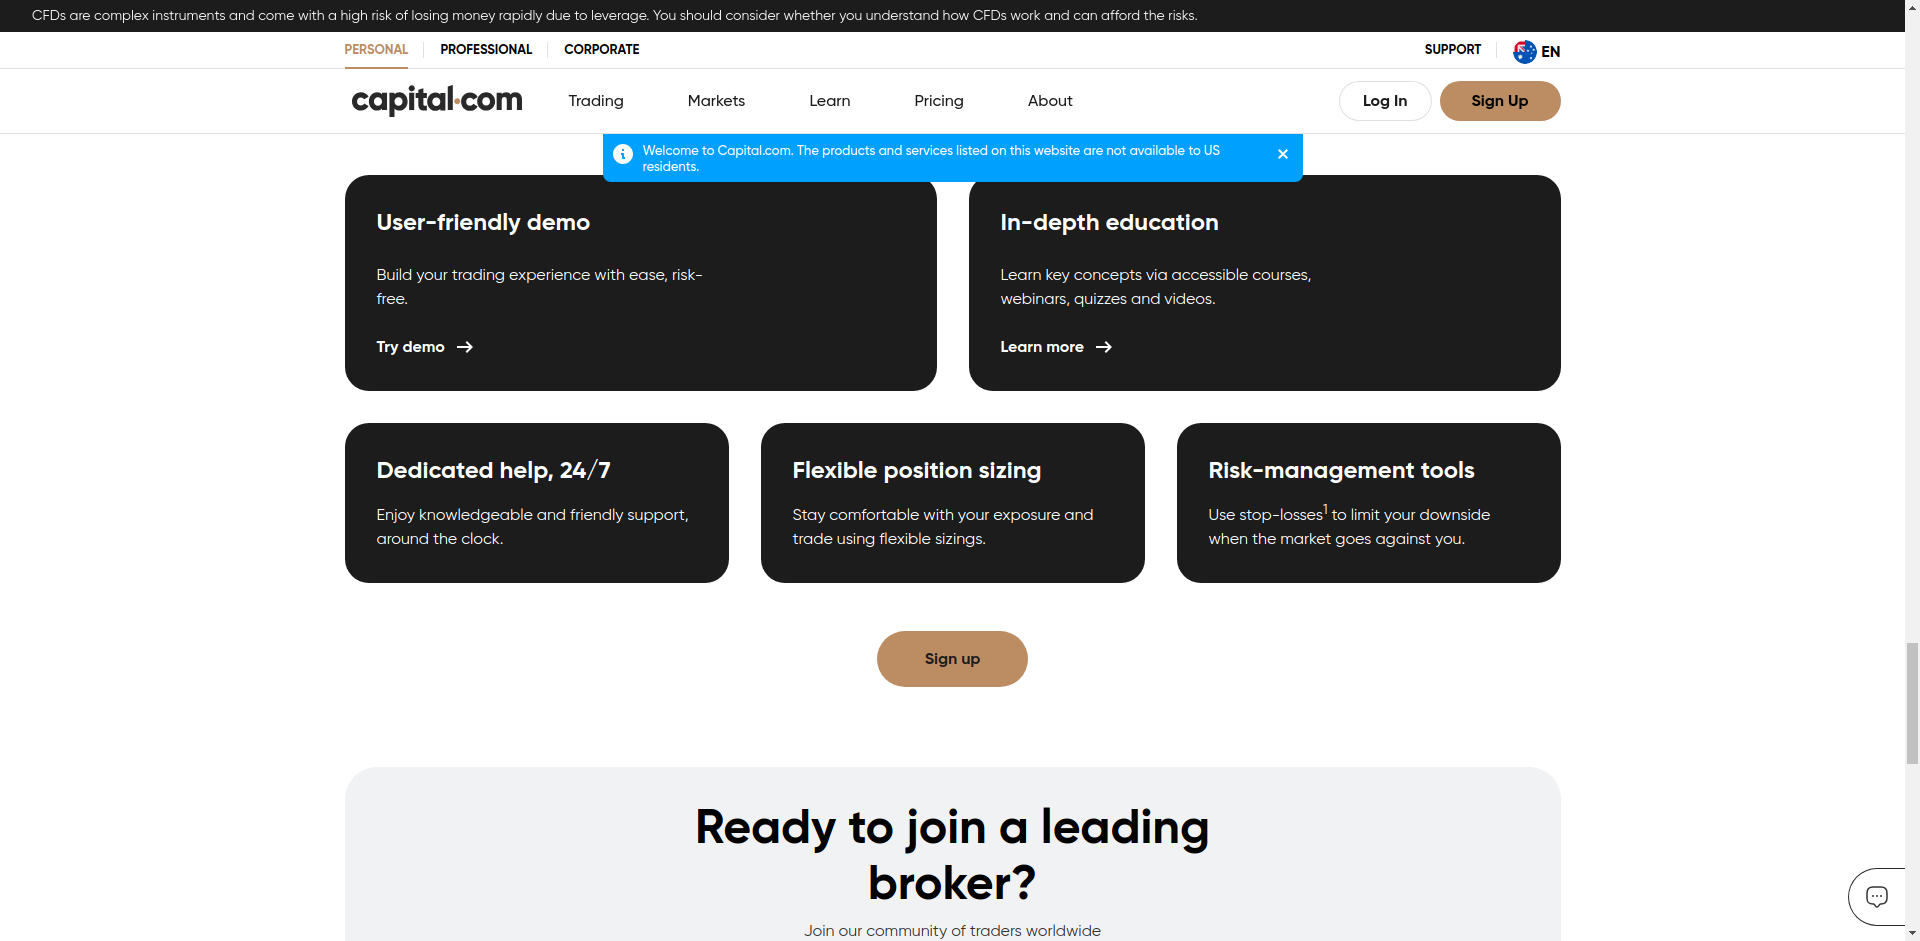 CFDs are complex instruments and come with a high risk of losing money rapidly due to leverage. You should consider whether you understand how CFDs work and can afford the risks.
PERSONAL
PROFESSIONAL
CORPORATE
SUPPORT
EN
capital.com
Trading
Markets
Learn
Pricing
About
Log In
Sign Up
Welcome to Capital.com. The products and services listed on this website are not available to US
residents.
User-friendly demo
Build your trading experience with ease, risk-
free.
Try demo
In-depth education
Learn key concepts via accessible courses,
webinars, quizzes and videos.
Learn more
Dedicated help, 24/7
Enjoy knowledgeable and friendly support,
around the clock.
Flexible position sizing
Stay comfortable with your exposure and
trade using flexible sizings.
Risk-management tools
Use stop-losses1 to limit your downside
when the market goes against you.
Sign up
Ready to join a leading
broker?
Join our community of traders worldwide